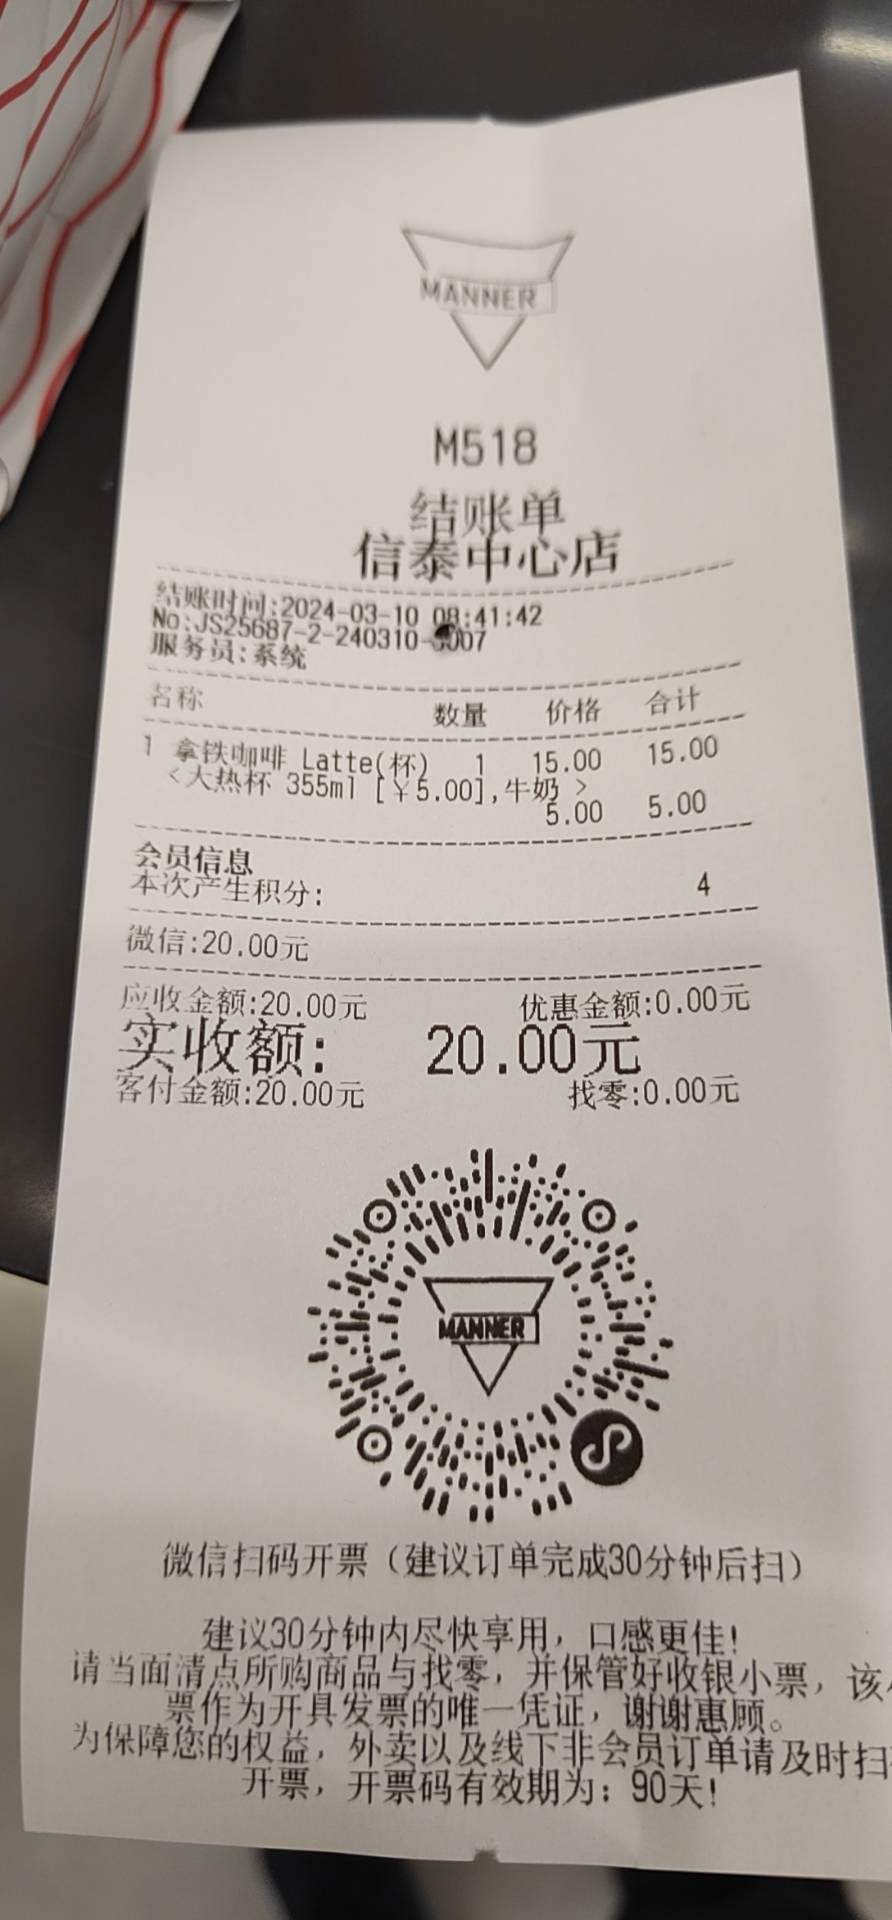 MANNER
M518
结账单
信泰中心店
结账时间:2024-03-10 08:41:42
No:JS25687-2-240310-007
服务员:系统
名称 数量 价格 合计
1 拿铁咖啡 Latte(杯) 1 15.00 15.00
<大热杯 355ml [￥5.00],牛奶 >
5.00 5.00
会员信息
本次产生积分: 4
微信:20.00元
应收金额:20.00元 优惠金额:0.00元
实收额: 20.00元
客付金额:20.00元 找零:0.00元
MANNER
微信扫码开票（建议订单完成30分钟后扫）
建议30分钟内尽快享用，口感更佳!
请当面清点所购商品与找零，并保管好收银小票，该
票作为开具发票的唯一凭证，谢谢惠顾。
为保障您的权益，外卖以及线下非会员订单请及时扫
开票，开票码有效期为：90天!